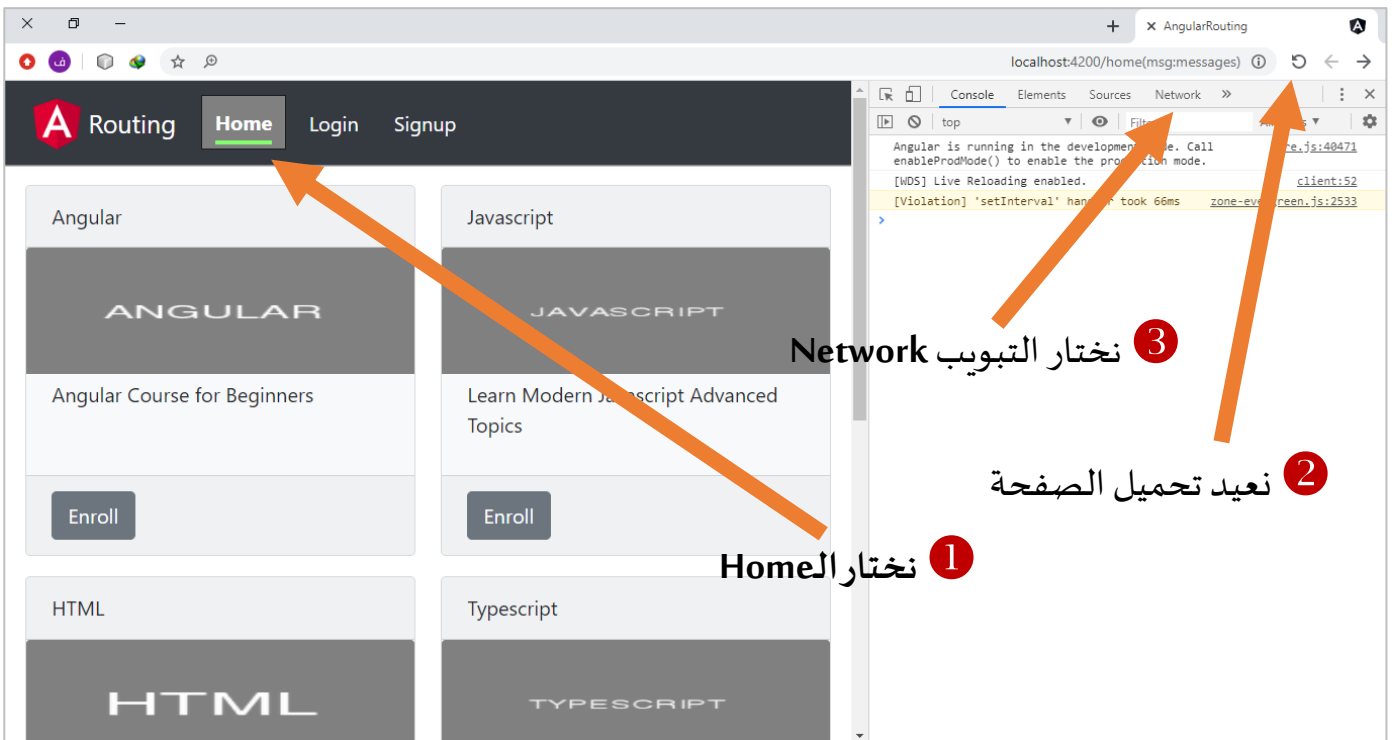 AngularRouting
ف
localhost:4200/home(msg:messages)
Routing Home Login Signup
Console Elements Sources Network »
top
Angular is running in the development mode. Call
enableProdMode() to enable the production mode.
[WDS] Live Reloading enabled. client:52
[Violation] 'setInterval' handler took 66ms zone-evergreen.js:2533
Angular
ANGULAR
Angular Course for Beginners
Enroll
Javascript
JAVASCRIPT
Learn Modern Javascript Advanced
Topics
Enroll
HTML
HTML
Typescript
TYPESCRIPT
3 نختار التبويب Network
2 نعيد تحميل الصفحة
1 نختار الـHome